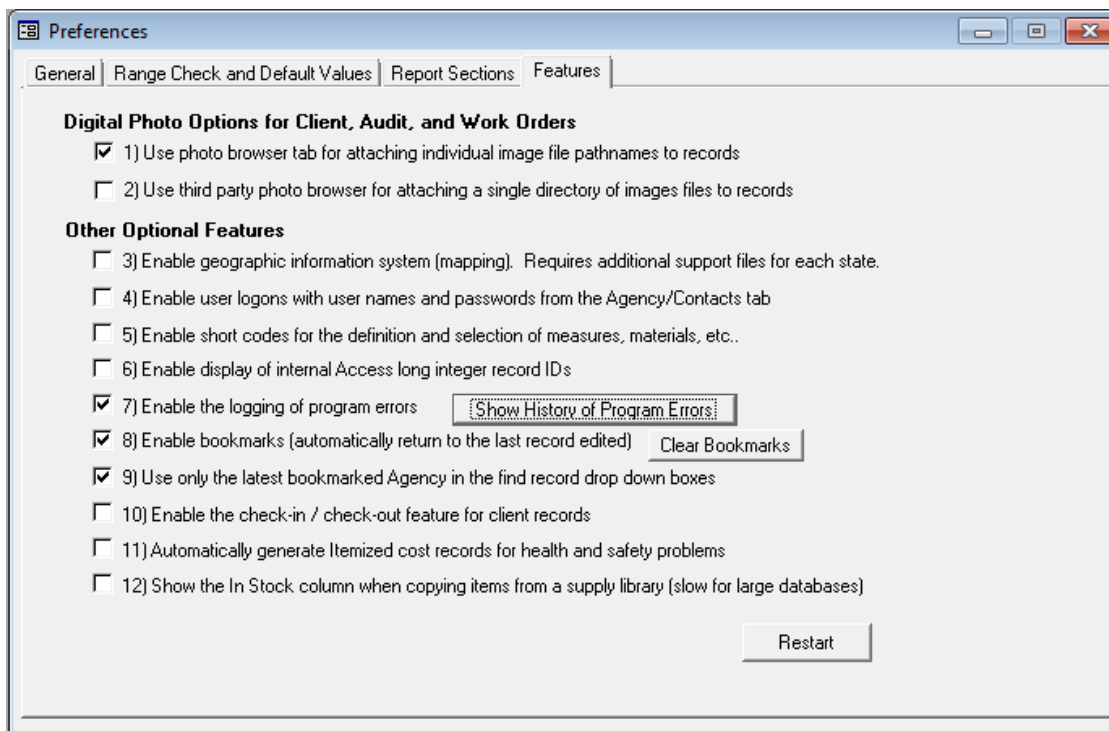 Preferences
General Range Check and Default Values Report Sections Features
Digital Photo Options for Client, Audit, and Work Orders
1) Use photo browser tab for attaching individual image file pathnames to records
2) Use third party photo browser for attaching a single directory of images files to records
Other Optional Features
3) Enable geographic information system (mapping).  Requires additional support files for each state.
4) Enable user logons with user names and passwords from the Agency/Contacts tab
5) Enable short codes for the definition and selection of measures, materials, etc..
6) Enable display of internal Access long integer record IDs
7) Enable the logging of program errors Show History of Program Errors
8) Enable bookmarks (automatically return to the last record edited) Clear Bookmarks
9) Use only the latest bookmarked Agency in the find record drop down boxes
10) Enable the check-in / check-out feature for client records
11) Automatically generate Itemized cost records for health and safety problems
12) Show the In Stock column when copying items from a supply library (slow for large databases)
Restart